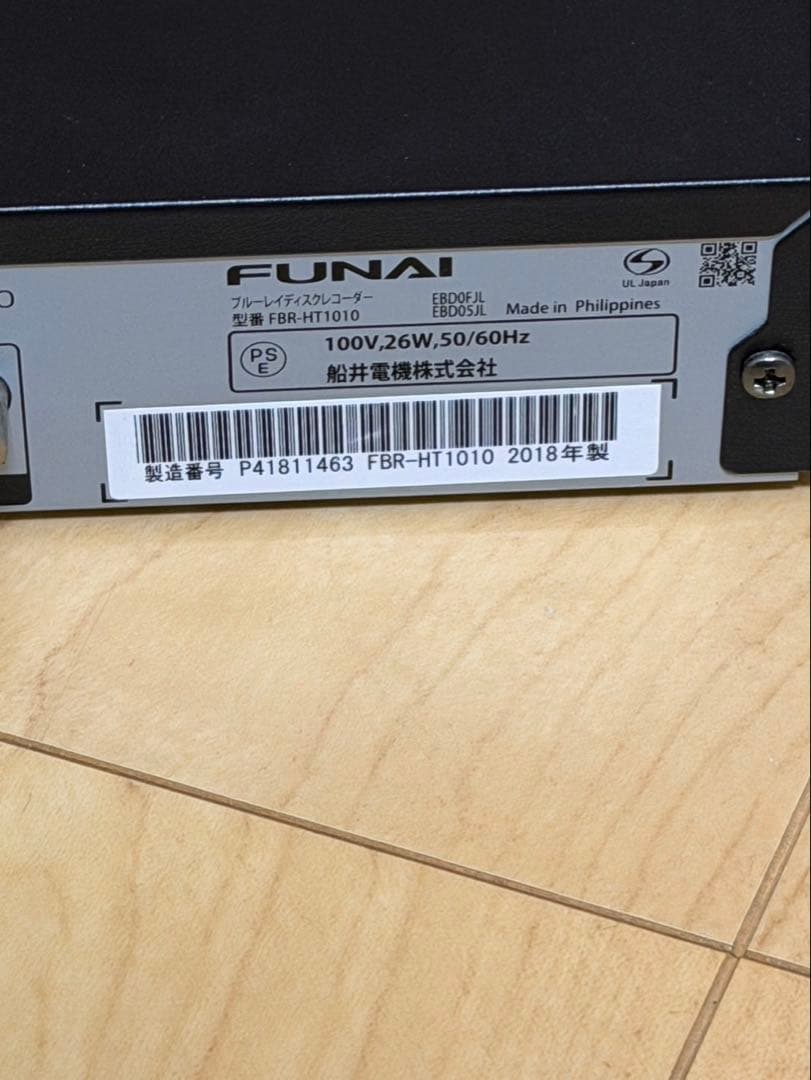 FUNAI
ブルーレイディスクレコーダー EBD0FJL
型番 FBR-HT1010 EBD05JL Made in Philippines
UL Japan
PS
E
100V,26W,50/60Hz
船井電機株式会社
製造番号 P41811463 FBR-HT1010 2018年製